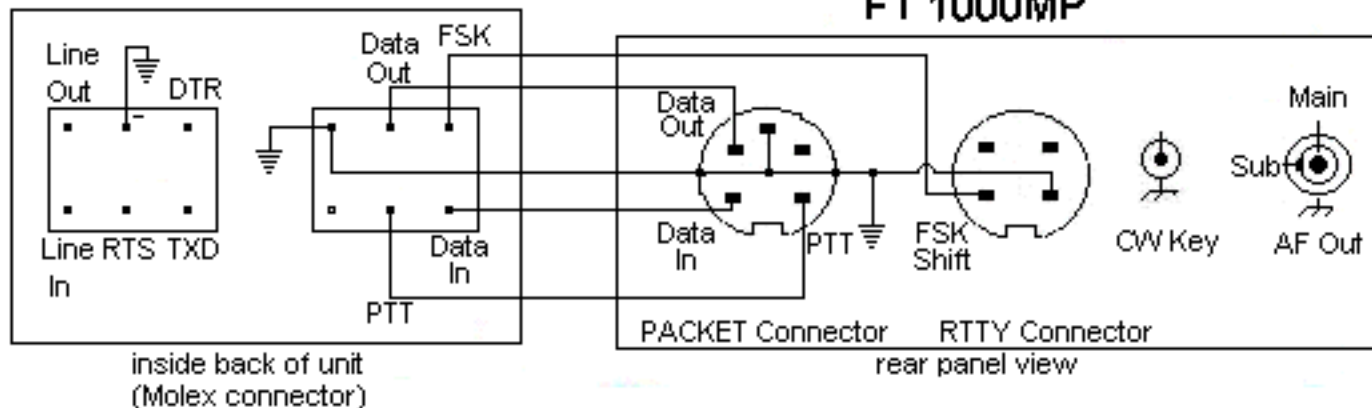 FT 1000MP
Line
Out
DTR
Data
Out
FSK
Line
In
RTS
TXD
Data
In
PTT
Data
Out
Data
In
PTT
FSK
Shift
CW Key
Main
Sub
AF Out
PACKET Connector
RTTY Connector
inside back of unit
(Molex connector)
rear panel view